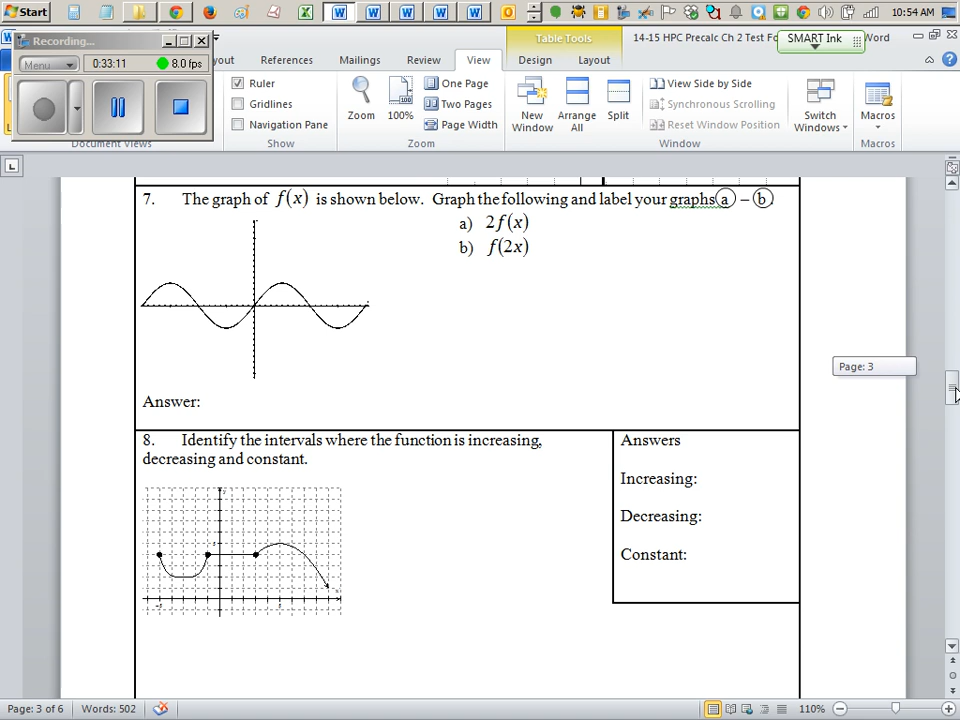 Start
10:54 AM
Recording...
Menu
0:33:11
8.0 fps
Table Tools
14-15 HPC Precalc Ch 2 Test Fo
Word
SMART Ink
References
Mailings
Review
View
Design
Layout
Ruler
Gridlines
Navigation Pane
Zoom
100%
One Page
Two Pages
Page Width
New Window
Arrange All
Split
View Side by Side
Synchronous Scrolling
Reset Window Position
Switch Windows
Macros
Document Views
Show
Zoom
Window
Macros
7. The graph of f(x) is shown below. Graph the following and label your graphs a – b.
a) 2f(x)
b) f(2x)
Answer:
Page: 3
8. Identify the intervals where the function is increasing,
decreasing and constant.
Answers
Increasing:
Decreasing:
Constant:
Page: 3 of 6
Words: 502
110%